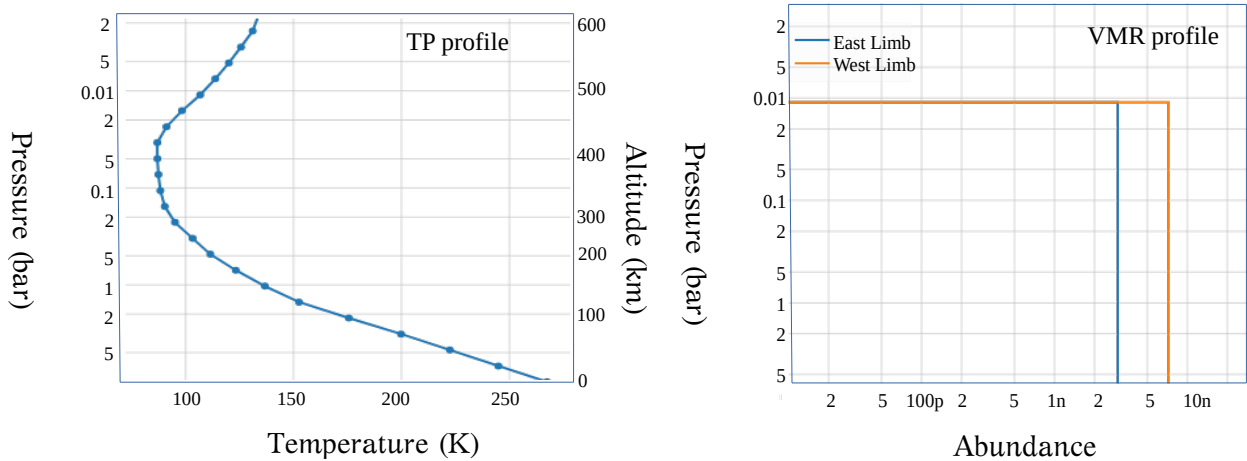 TP profile
Pressure (bar)
2
5
0.01
2
5
0.1
2
5
1
2
5
600
500
400
300
200
100
0
Altitude (km)
100 150 200 250
Temperature (K)
VMR profile
East Limb
West Limb
Pressure (bar)
2
5
0.01
2
5
0.1
2
5
1
2
5
2 5 100p 2 5 1n 2 5 10n
Abundance